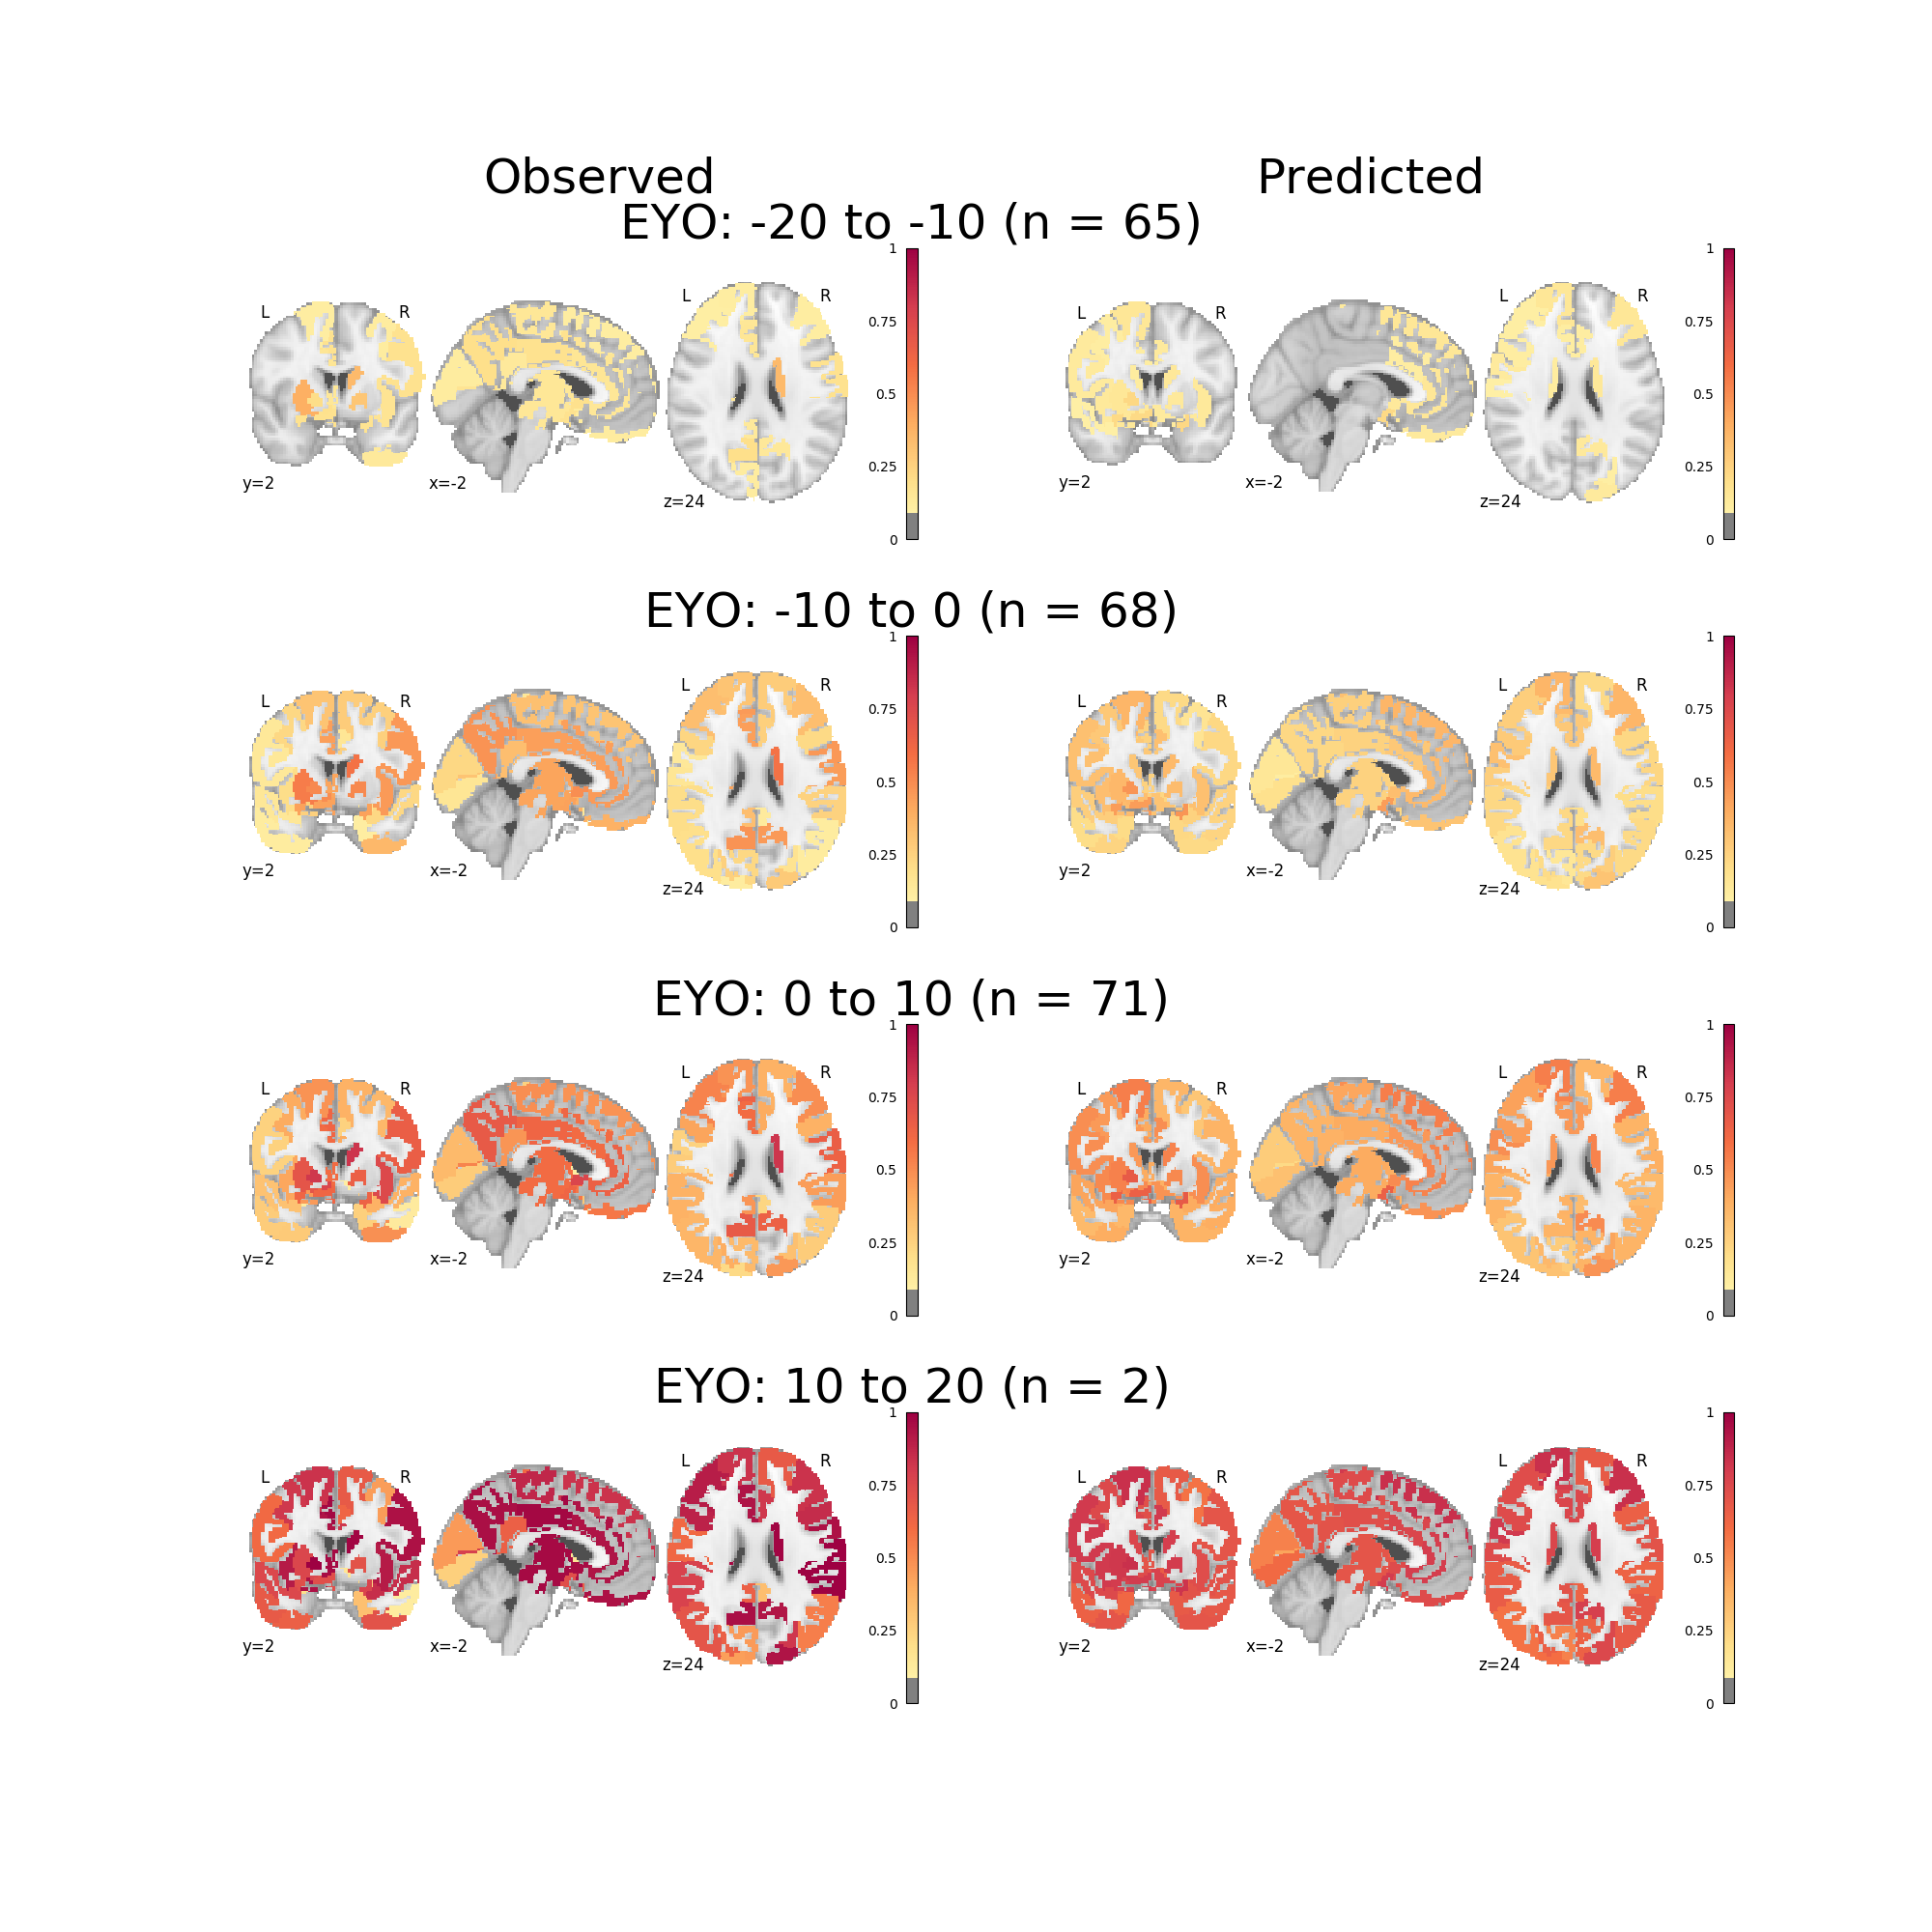 Observed
Predicted
EYO: -20 to -10 (n = 65)
L
R
y=2
x=-2
L
R
z=24
1
0.75
0.5
0.25
0
L
R
y=2
x=-2
L
R
z=24
1
0.75
0.5
0.25
0
EYO: -10 to 0 (n = 68)
L
R
y=2
x=-2
L
R
z=24
1
0.75
0.5
0.25
0
L
R
y=2
x=-2
L
R
z=24
1
0.75
0.5
0.25
0
EYO: 0 to 10 (n = 71)
L
R
y=2
x=-2
L
R
z=24
1
0.75
0.5
0.25
0
L
R
y=2
x=-2
L
R
z=24
1
0.75
0.5
0.25
0
EYO: 10 to 20 (n = 2)
L
R
y=2
x=-2
L
R
z=24
1
0.75
0.5
0.25
0
L
R
y=2
x=-2
L
R
z=24
1
0.75
0.5
0.25
0